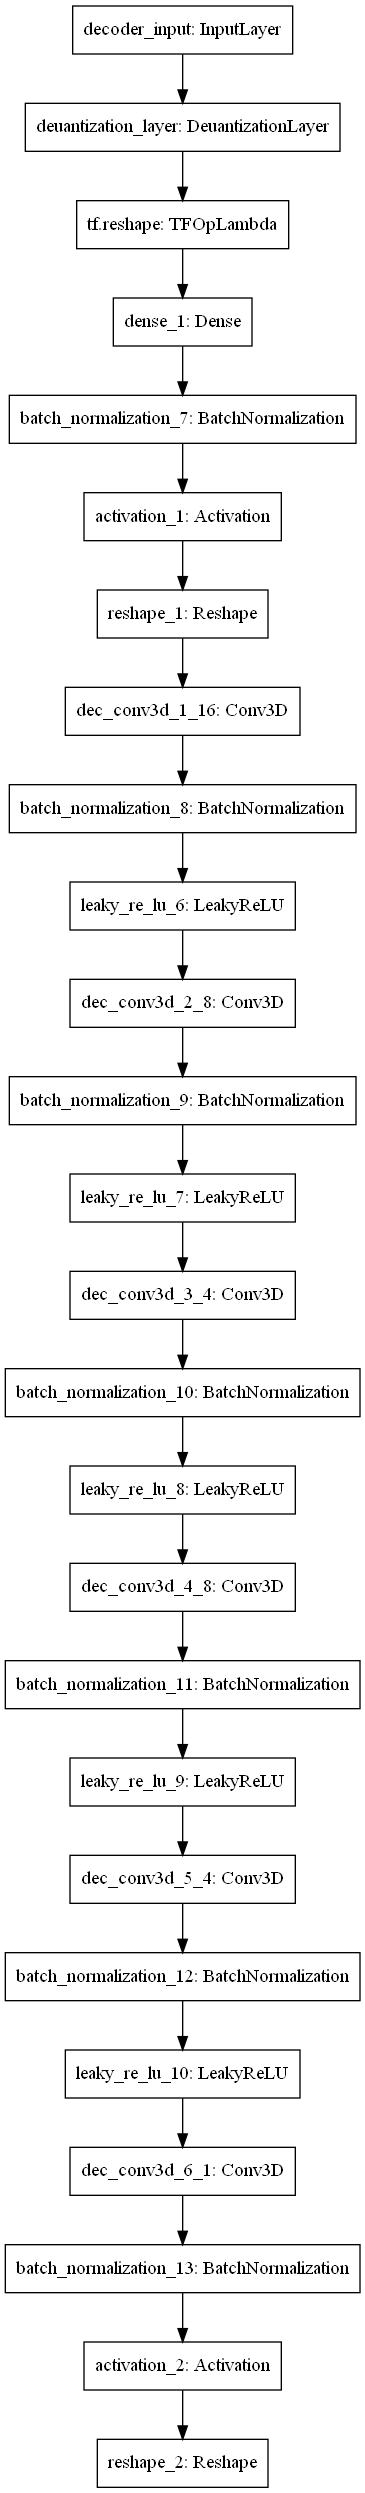 decoder_input: InputLayer
deuantization_layer: DeuantizationLayer
tf.reshape: TFOpLambda
dense_1: Dense
batch_normalization_7: BatchNormalization
activation_1: Activation
reshape_1: Reshape
dec_conv3d_1_16: Conv3D
batch_normalization_8: BatchNormalization
leaky_re_lu_6: LeakyReLU
dec_conv3d_2_8: Conv3D
batch_normalization_9: BatchNormalization
leaky_re_lu_7: LeakyReLU
dec_conv3d_3_4: Conv3D
batch_normalization_10: BatchNormalization
leaky_re_lu_8: LeakyReLU
dec_conv3d_4_8: Conv3D
batch_normalization_11: BatchNormalization
leaky_re_lu_9: LeakyReLU
dec_conv3d_5_4: Conv3D
batch_normalization_12: BatchNormalization
leaky_re_lu_10: LeakyReLU
dec_conv3d_6_1: Conv3D
batch_normalization_13: BatchNormalization
activation_2: Activation
reshape_2: Reshape